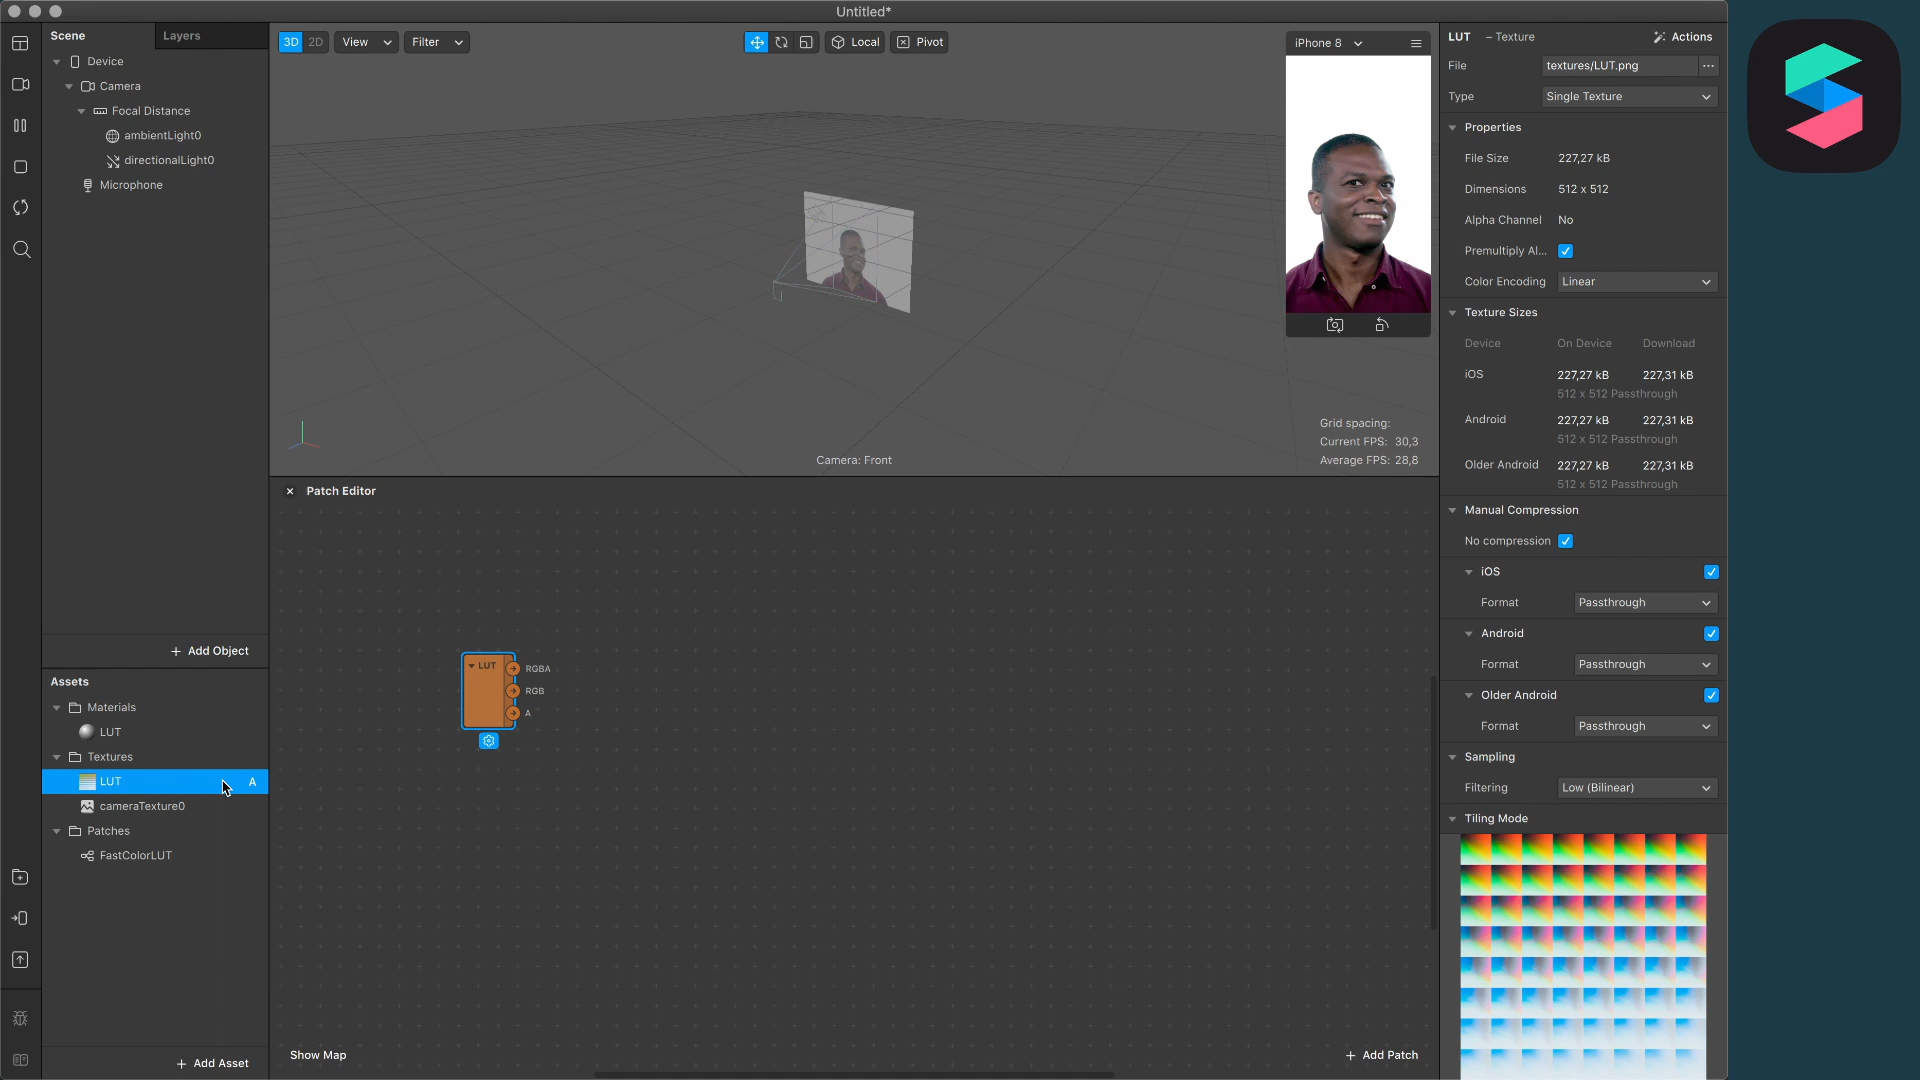 Untitled*
Scene
Layers
Device
Camera
Focal Distance
ambientLight0
directionalLight0
Microphone
+ Add Object
3D
2D
View
Filter
Local
Pivot
iPhone 8
Grid spacing:
Current FPS: 30,3
Average FPS: 28,8
Camera: Front
Assets
Materials
LUT
Textures
LUT
A
cameraTexture0
Patches
FastColorLUT
+ Add Asset
Patch Editor
LUT
RGBA
RGB
A
Show Map
+ Add Patch
LUT – Texture
Actions
File
textures/LUT.png
Type
Single Texture
Properties
File Size 227,27 kB
Dimensions 512 x 512
Alpha Channel No
Premultiply Al...
Color Encoding Linear
Texture Sizes
Device On Device Download
iOS 227,27 kB 227,31 kB
512 x 512 Passthrough
Android 227,27 kB 227,31 kB
512 x 512 Passthrough
Older Android 227,27 kB 227,31 kB
512 x 512 Passthrough
Manual Compression
No compression
iOS
Format Passthrough
Android
Format Passthrough
Older Android
Format Passthrough
Sampling
Filtering Low (Bilinear)
Tiling Mode